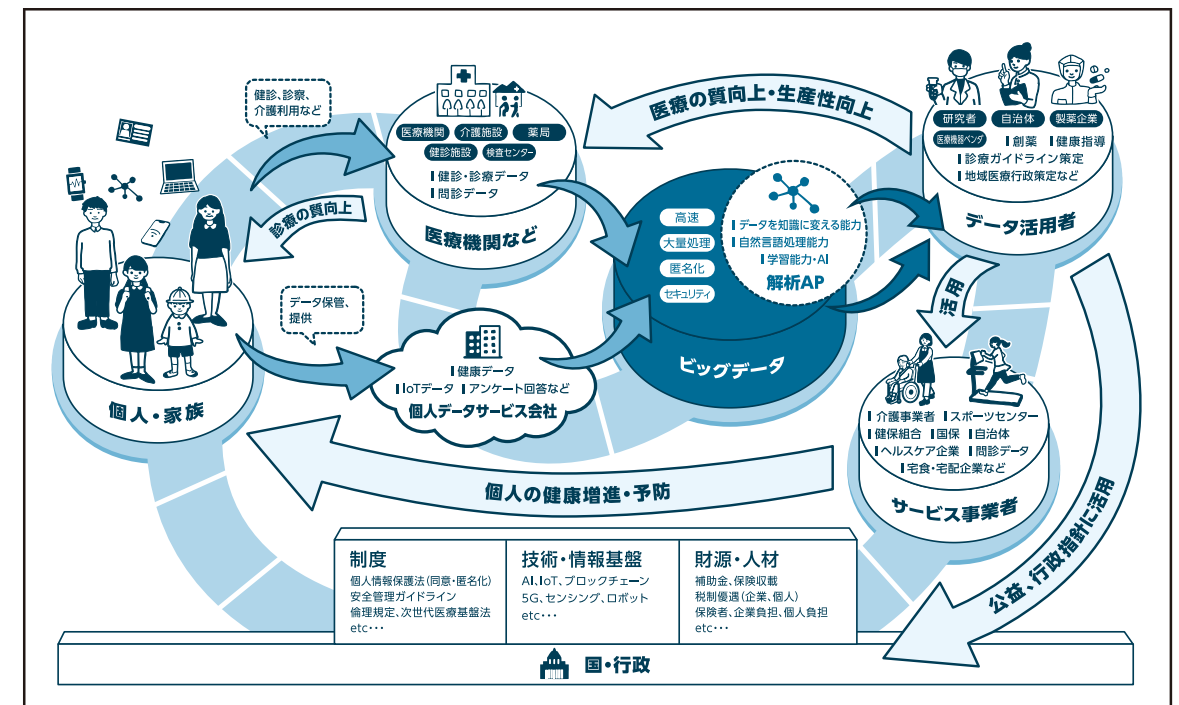 健診、診察、
介護利用など
医療機関
介護施設
薬局
健診施設
検査センター
健診・診療データ
問診データ
医療機関など
医療の質向上・生産性向上
研究者
自治体
製薬企業
医療機器ベンダ
創薬
健康指導
診療ガイドライン策定
地域医療行政策定など
データ活用者
診療の質向上
高速
大量処理
匿名化
セキュリティ
データを知識に変える能力
自然言語処理能力
学習能力・AI
解析AP
ビッグデータ
個人・家族
データ保管、
提供
健康データ
IoTデータ
アンケート回答など
個人データサービス会社
活用
介護事業者
スポーツセンター
健保組合
国保
自治体
ヘルスケア企業
問診データ
宅食・宅配企業など
サービス事業者
個人の健康増進・予防
公益、行政指針に活用
制度
個人情報保護法(同意・匿名化)
安全管理ガイドライン
倫理規定、次世代医療基盤法
etc・・・
技術・情報基盤
AI、IoT、ブロックチェーン
5G、センシング、ロボット
etc・・・
財源・人材
補助金、保険収載
税制優遇(企業、個人)
保険者、企業負担、個人負担
etc・・・
国・行政